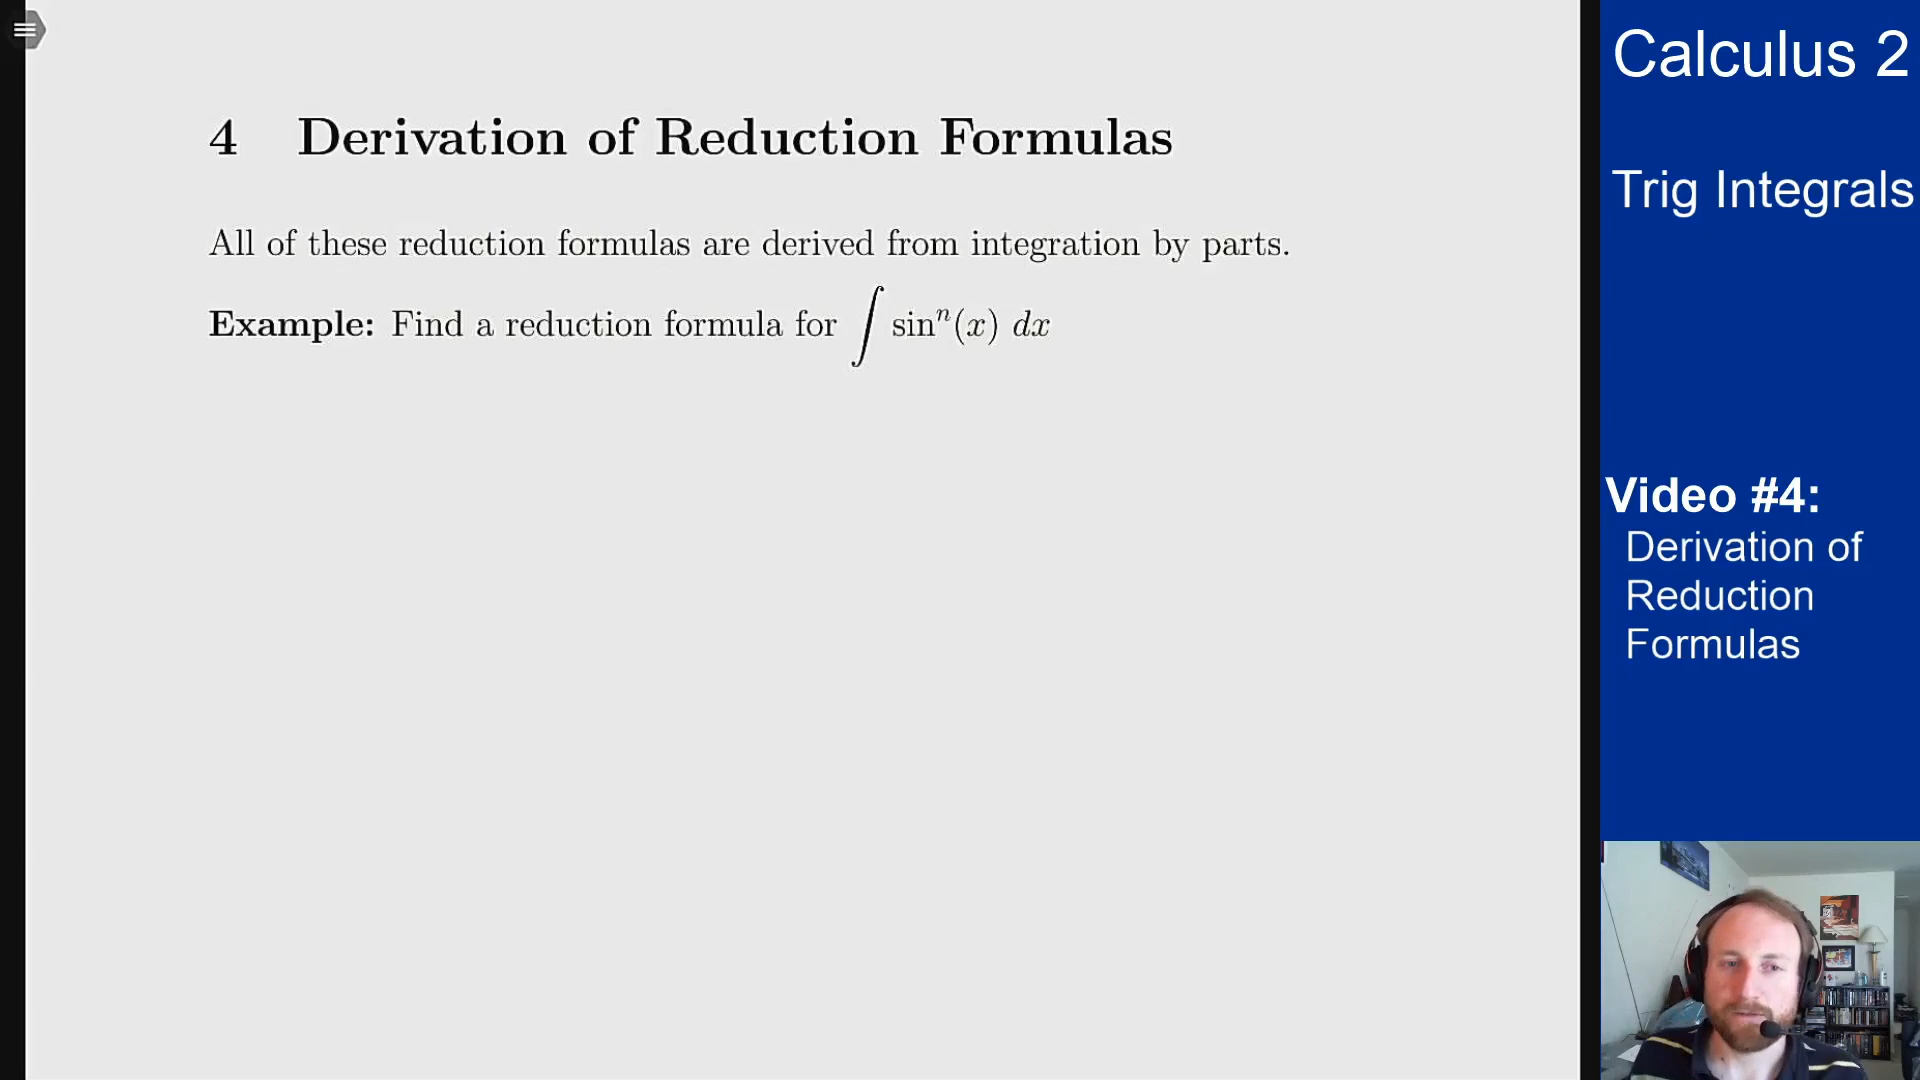 4 Derivation of Reduction Formulas
All of these reduction formulas are derived from integration by parts.
Example: Find a reduction formula for ∫ sinⁿ(x) dx
Calculus 2
Trig Integrals
Video #4:
Derivation of
Reduction
Formulas